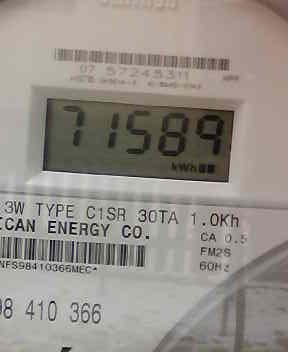 07 57245311
71589
kWh
3W TYPE C1SR 30TA 1.0Kh
ICAN ENERGY CO.
CA 0.5
FM2S
60Hz
NFS98410366MEC*
98 410 366